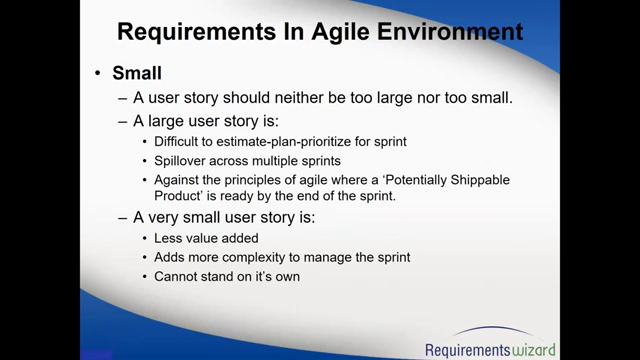 Requirements In Agile Environment
• Small
– A user story should neither be too large nor too small.
– A large user story is:
• Difficult to estimate-plan-prioritize for sprint
• Spillover across multiple sprints
• Against the principles of agile where a ‘Potentially Shippable
Product’ is ready by the end of the sprint.
– A very small user story is:
• Less value added
• Adds more complexity to manage the sprint
• Cannot stand on it’s own
Requirementswizard